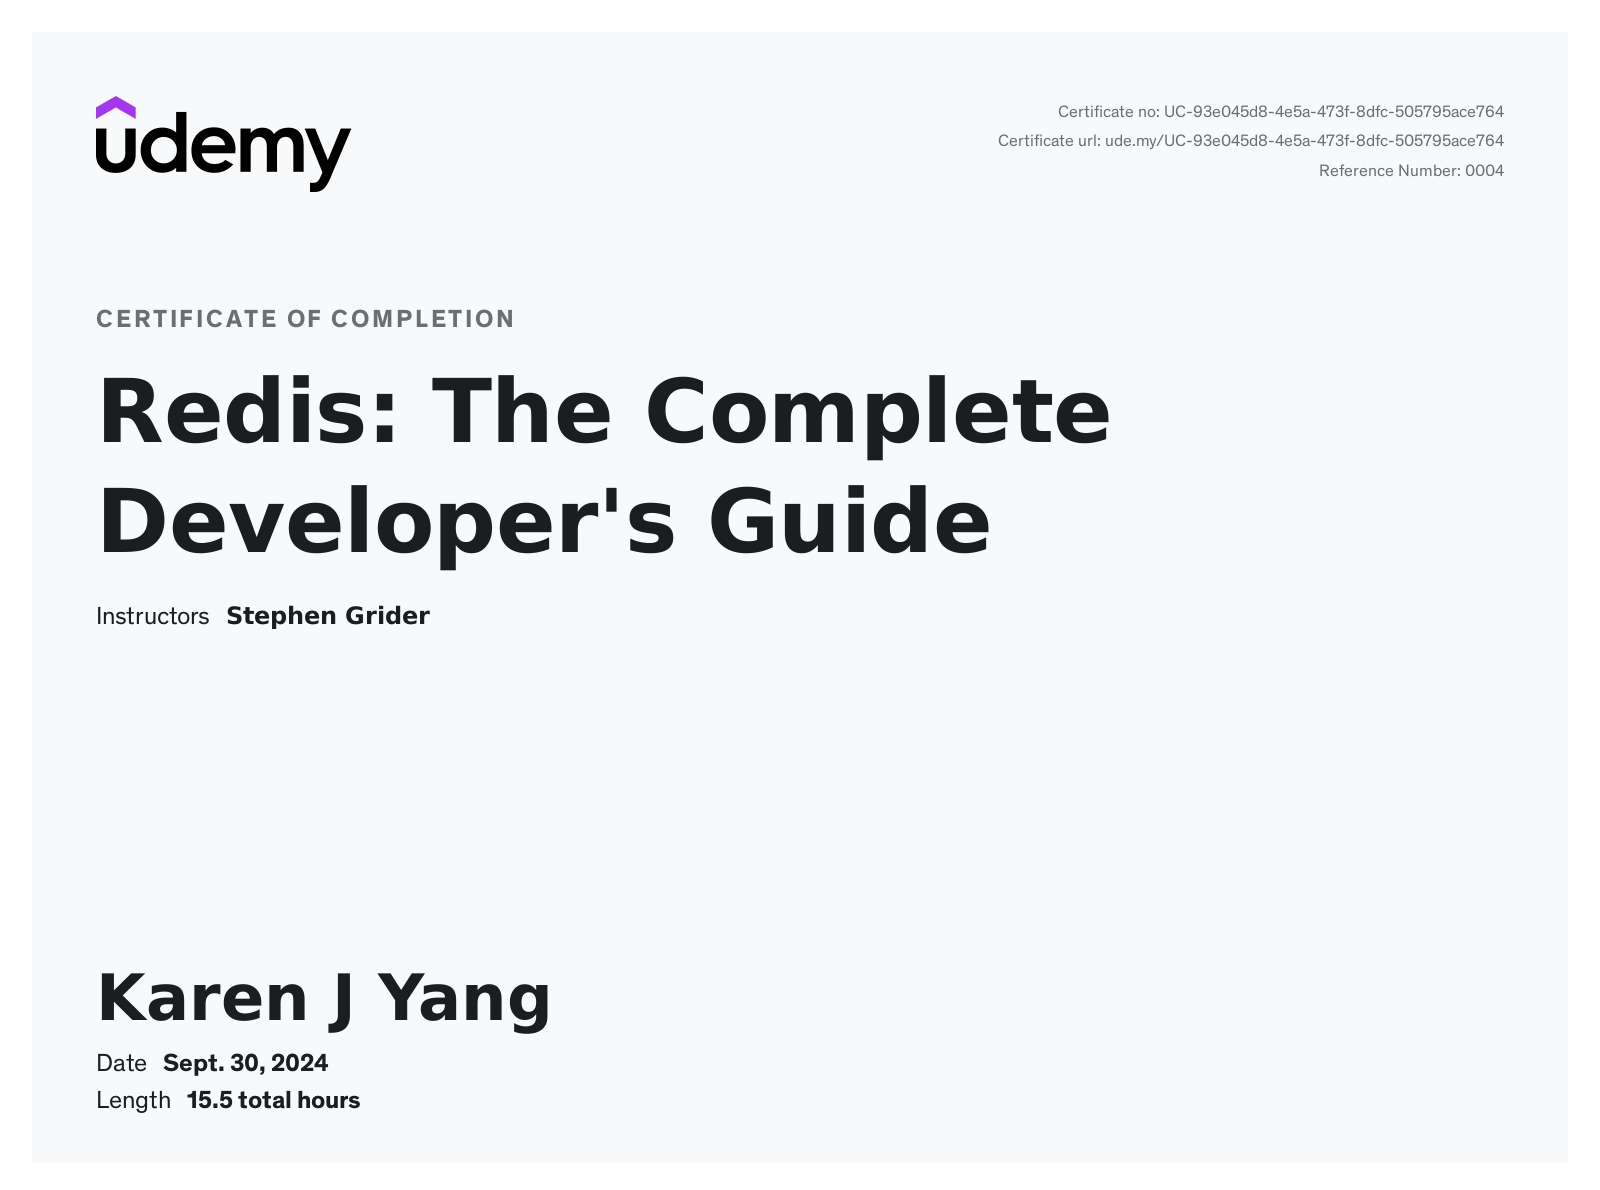 udemy
Certificate no: UC-93e045d8-4e5a-473f-8dfc-505795ace764
Certificate url: ude.my/UC-93e045d8-4e5a-473f-8dfc-505795ace764
Reference Number: 0004
CERTIFICATE OF COMPLETION
Redis: The Complete
Developer's Guide
Instructors Stephen Grider
Karen J Yang
Date Sept. 30, 2024
Length 15.5 total hours